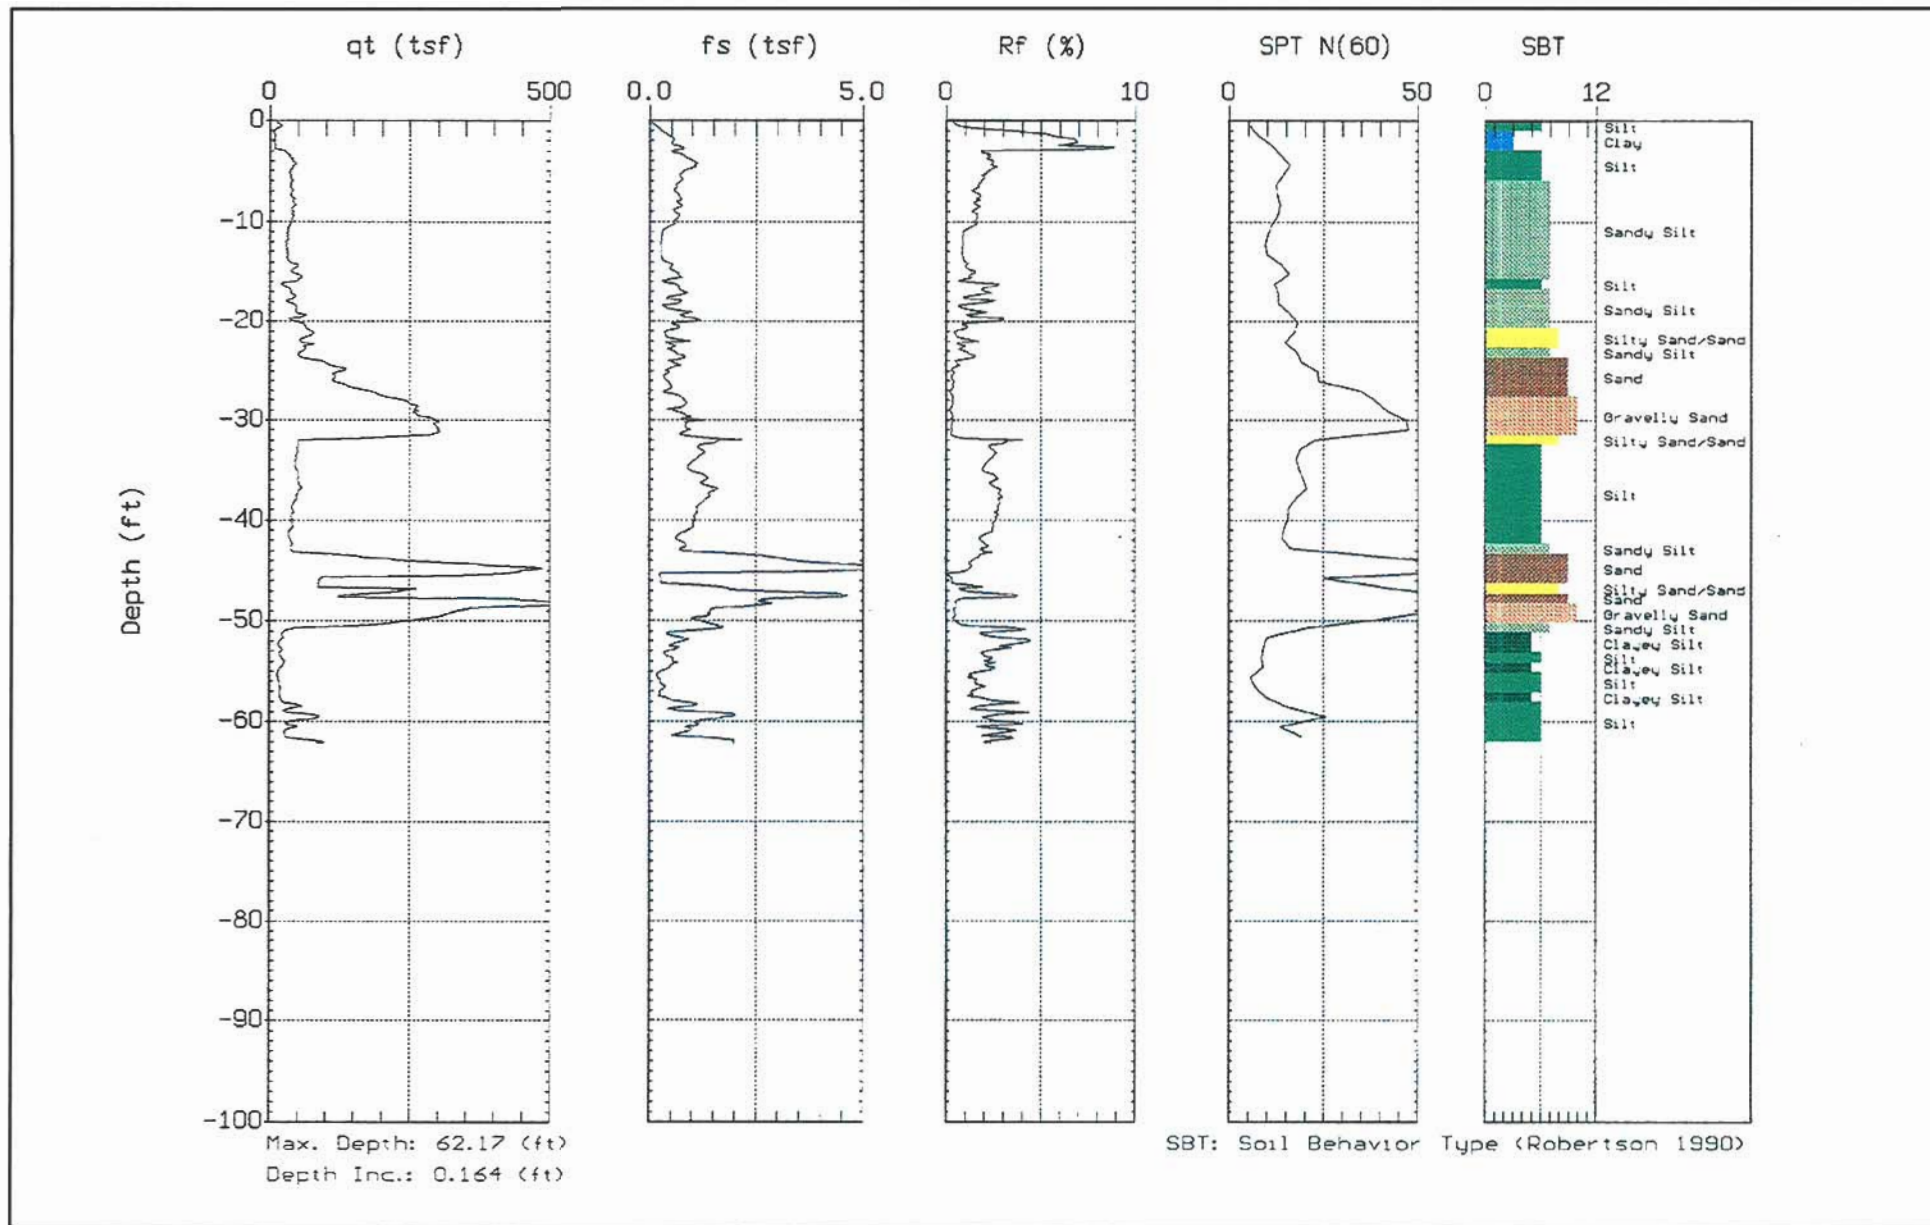 qt (tsf) fs (tsf) Rf (%) SPT N(60) SBT
0 500 0.0 5.0 0 10 0 50 0 12
0
-10
-20
-30
-40
-50
-60
-70
-80
-90
-100
Depth (ft)
Silt
Clay
Silt
Sandy Silt
Silt
Sandy Silt
Silty Sand/Sand
Sandy Silt
Sand
Gravelly Sand
Silty Sand/Sand
Silt
Sandy Silt
Sand
Silty Sand/Sand
Sand
Gravelly Sand
Sandy Silt
Clayey Silt
Silt
Clayey Silt
Silt
Clayey Silt
Silt
Max. Depth: 62.17 (ft)
Depth Inc.: 0.164 (ft)
SBT: Soil Behavior Type (Robertson 1990)